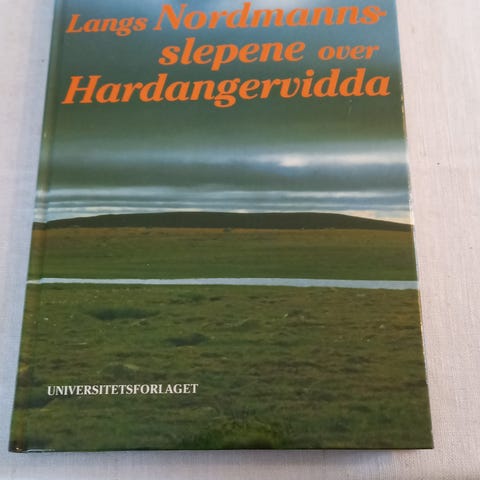 Langs Nordmanns-
slepene over
Hardangervidda
UNIVERSITETSFORLAGET